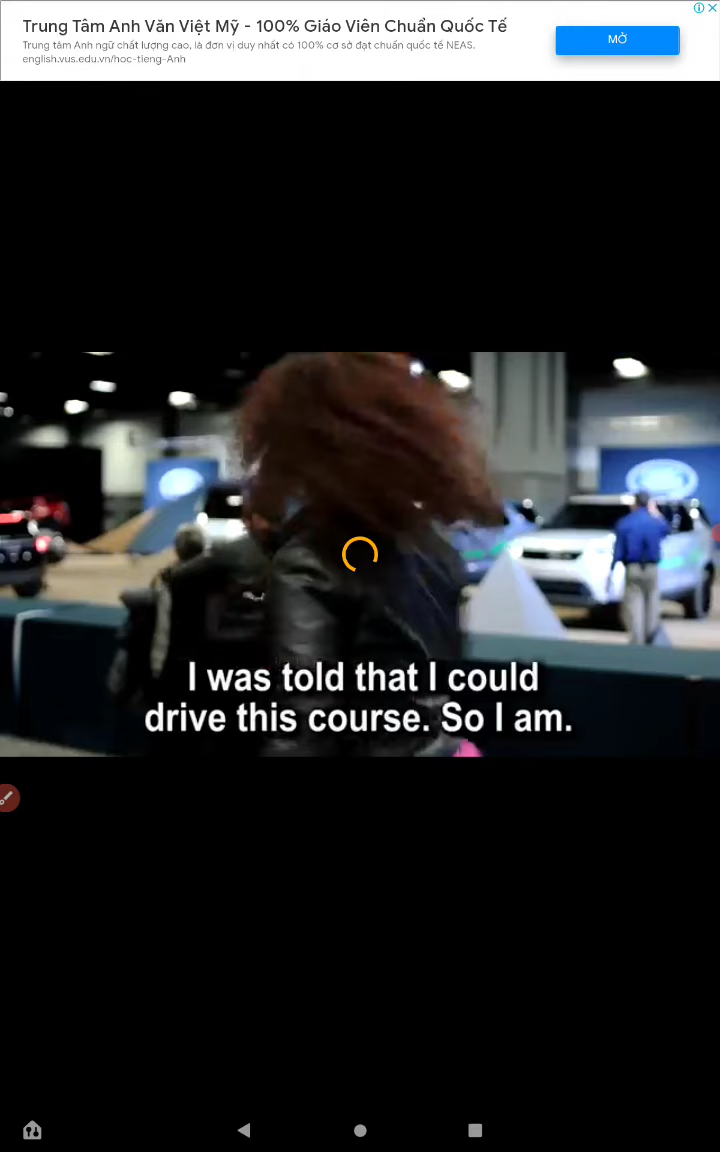 Trung Tâm Anh Văn Việt Mỹ - 100% Giáo Viên Chuẩn Quốc Tế
Trung tâm Anh ngữ chất lượng cao, là đơn vị duy nhất có 100% cơ sở đạt chuẩn quốc tế NEAS.
english.vus.edu.vn/hoc-tieng-Anh
MỞ
I was told that I could
drive this course. So I am.